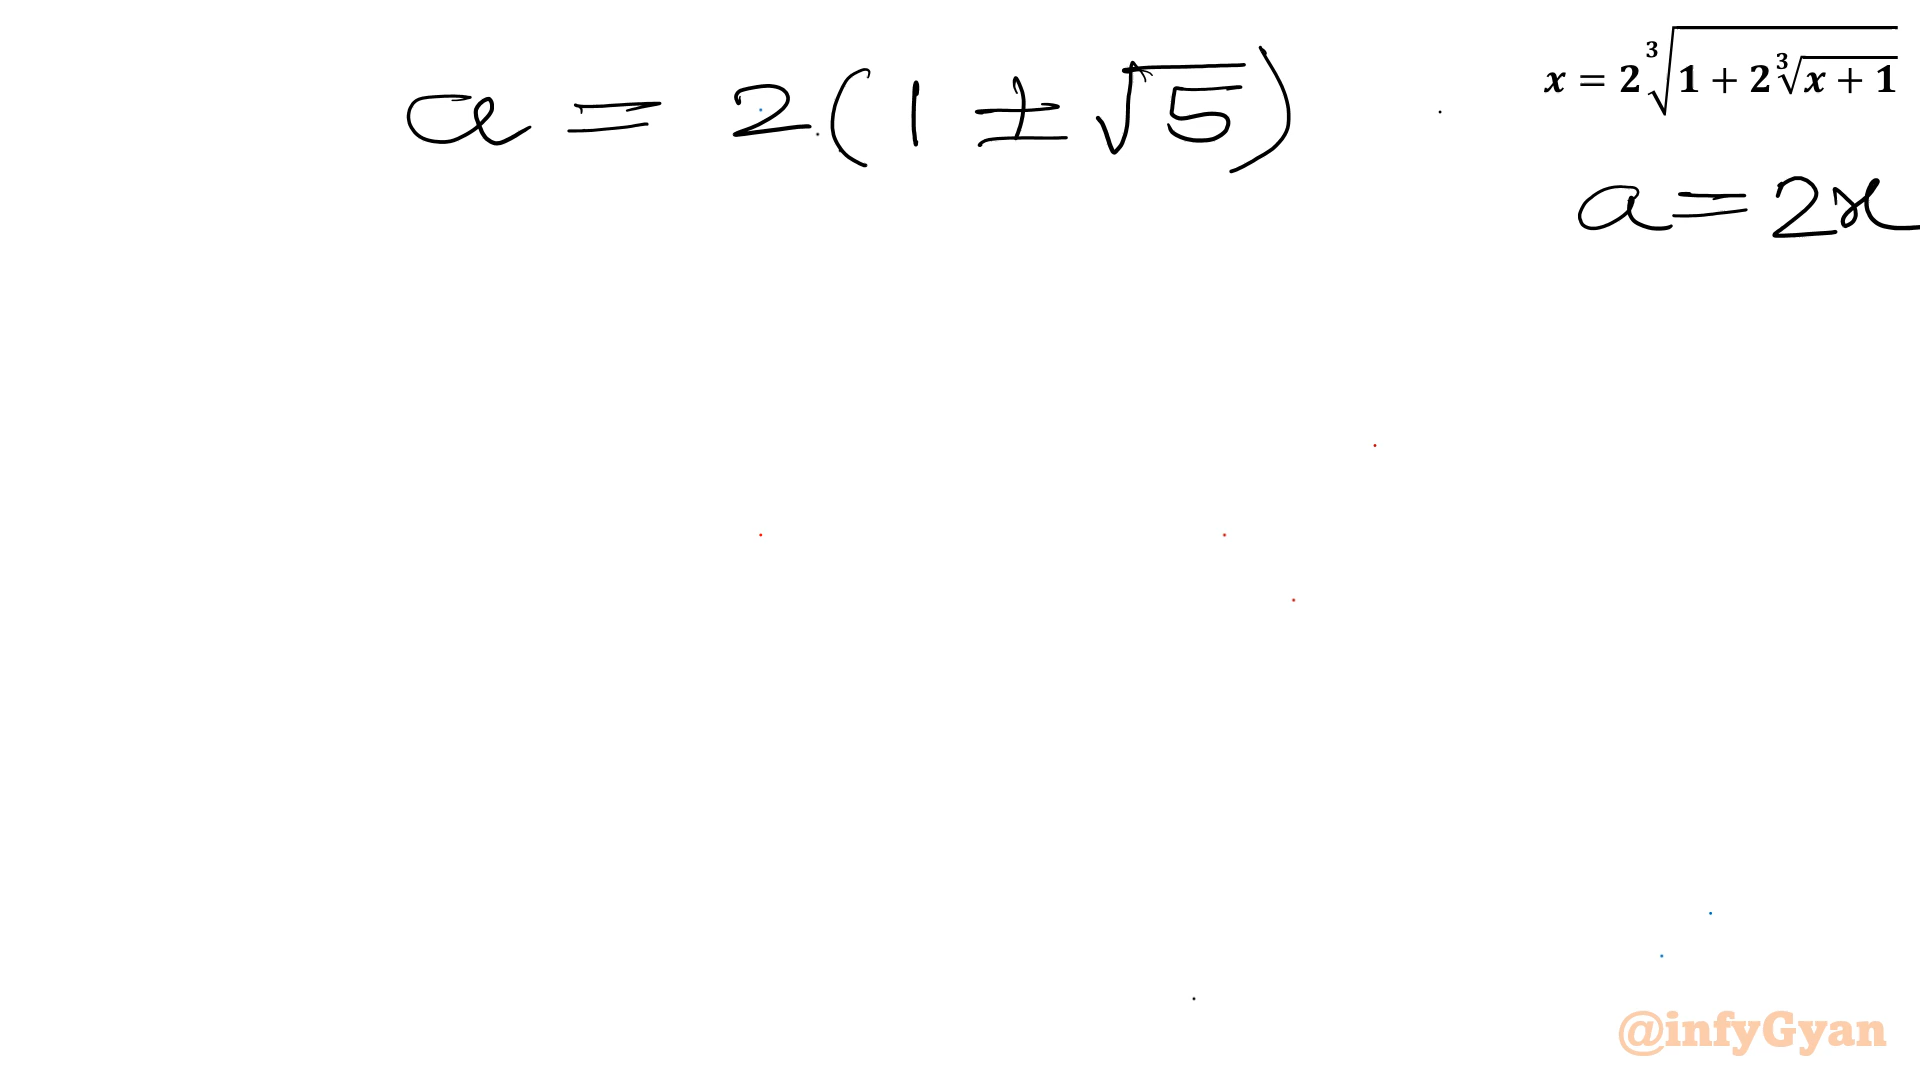 a = 2(1 ± √5)
x = 2∛(1 + 2∛(x + 1))
a = 2x
@infyGyan